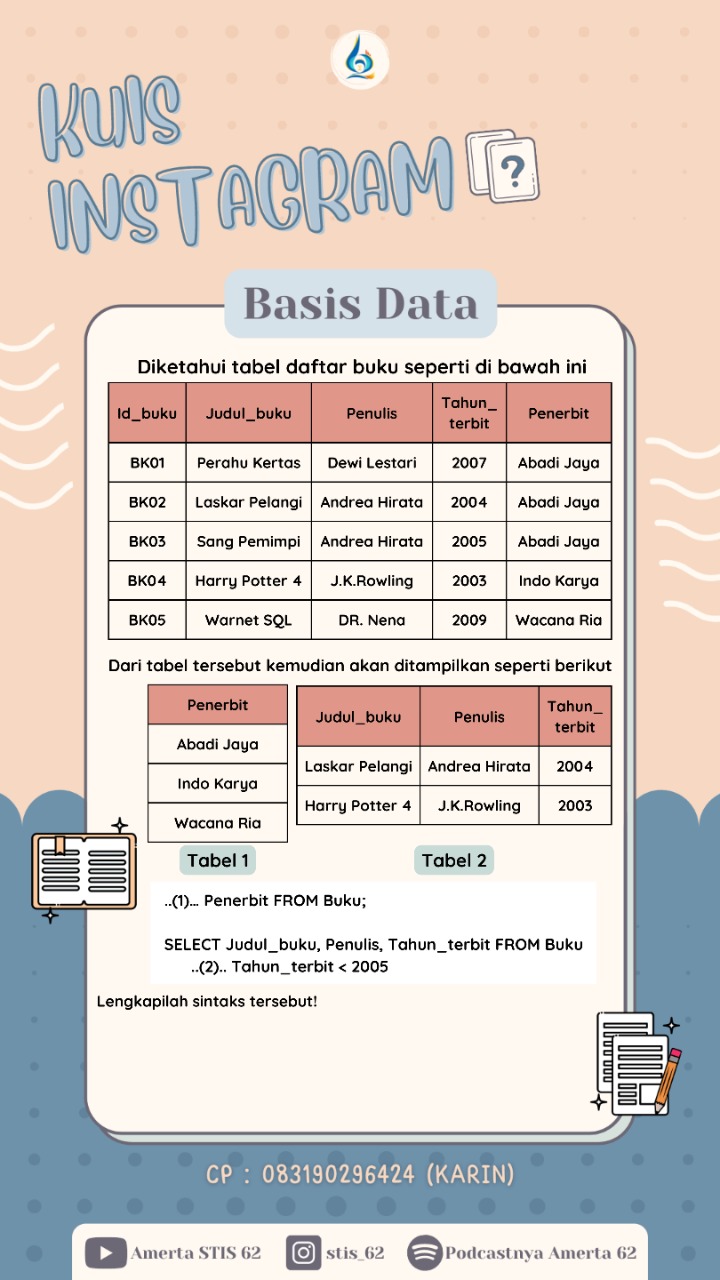 KUIS
INSTAGRAM
?
Basis Data
Diketahui tabel daftar buku seperti di bawah ini
Id_buku Judul_buku Penulis Tahun_terbit Penerbit
BK01 Perahu Kertas Dewi Lestari 2007 Abadi Jaya
BK02 Laskar Pelangi Andrea Hirata 2004 Abadi Jaya
BK03 Sang Pemimpi Andrea Hirata 2005 Abadi Jaya
BK04 Harry Potter 4 J.K.Rowling 2003 Indo Karya
BK05 Warnet SQL DR. Nena 2009 Wacana Ria
Dari tabel tersebut kemudian akan ditampilkan seperti berikut
Penerbit
Abadi Jaya
Indo Karya
Wacana Ria
Tabel 1
Judul_buku Penulis Tahun_terbit
Laskar Pelangi Andrea Hirata 2004
Harry Potter 4 J.K.Rowling 2003
Tabel 2
..(1)... Penerbit FROM Buku;
SELECT Judul_buku, Penulis, Tahun_terbit FROM Buku
..(2).. Tahun_terbit < 2005
Lengkapilah sintaks tersebut!
CP : 083190296424 (KARIN)
Amerta STIS 62 stis_62 Podcastnya Amerta 62